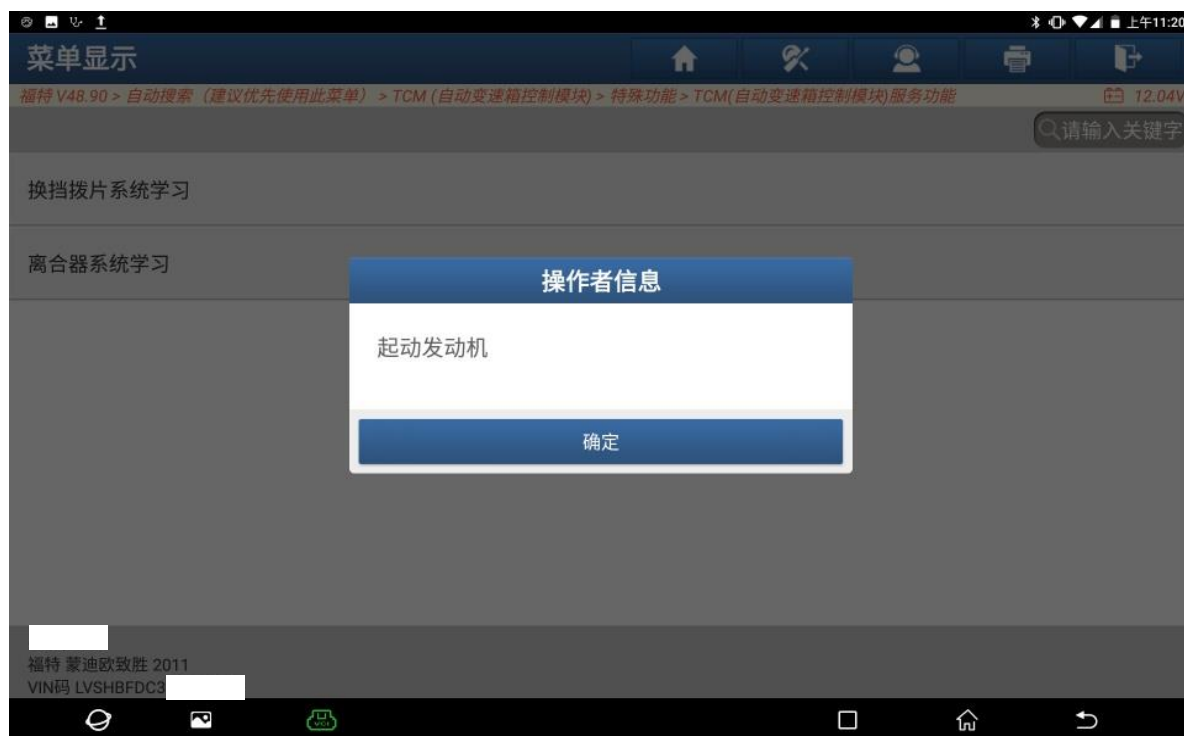 上午11:20
菜单显示
福特 V48.90 > 自动搜索（建议优先使用此菜单） > TCM (自动变速箱控制模块) > 特殊功能 > TCM(自动变速箱控制模块)服务功能
12.04V
请输入关键字
换挡拨片系统学习
离合器系统学习
操作者信息
起动发动机
确定
福特 蒙迪欧致胜 2011
VIN码 LVSHBFDC3
VCI